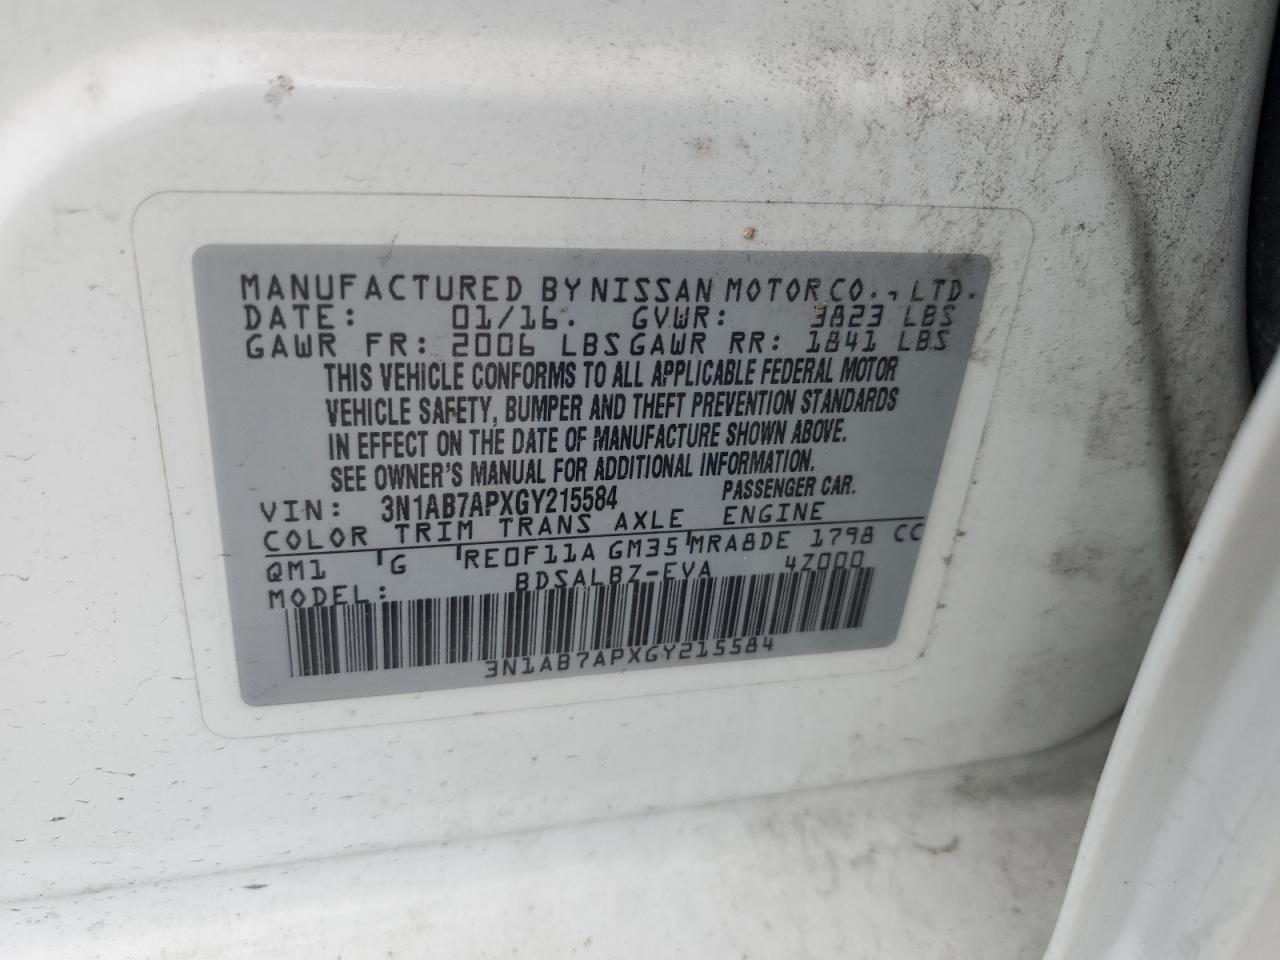 MANUFACTURED BY NISSAN MOTOR CO., LTD.
DATE: 01/16. GVWR: 3823 LBS
GAWR FR: 2006 LBS GAWR RR: 1841 LBS
THIS VEHICLE CONFORMS TO ALL APPLICABLE FEDERAL MOTOR
VEHICLE SAFETY, BUMPER AND THEFT PREVENTION STANDARDS
IN EFFECT ON THE DATE OF MANUFACTURE SHOWN ABOVE.
SEE OWNER'S MANUAL FOR ADDITIONAL INFORMATION.
VIN: 3N1AB7APXGY215584 PASSENGER CAR.
COLOR TRIM TRANS AXLE ENGINE
QM1 G RE0F11A GM35 MRA8DE 1798 CC
MODEL: BDSALBZ-EVA 4Z000
3N1AB7APXGY215584